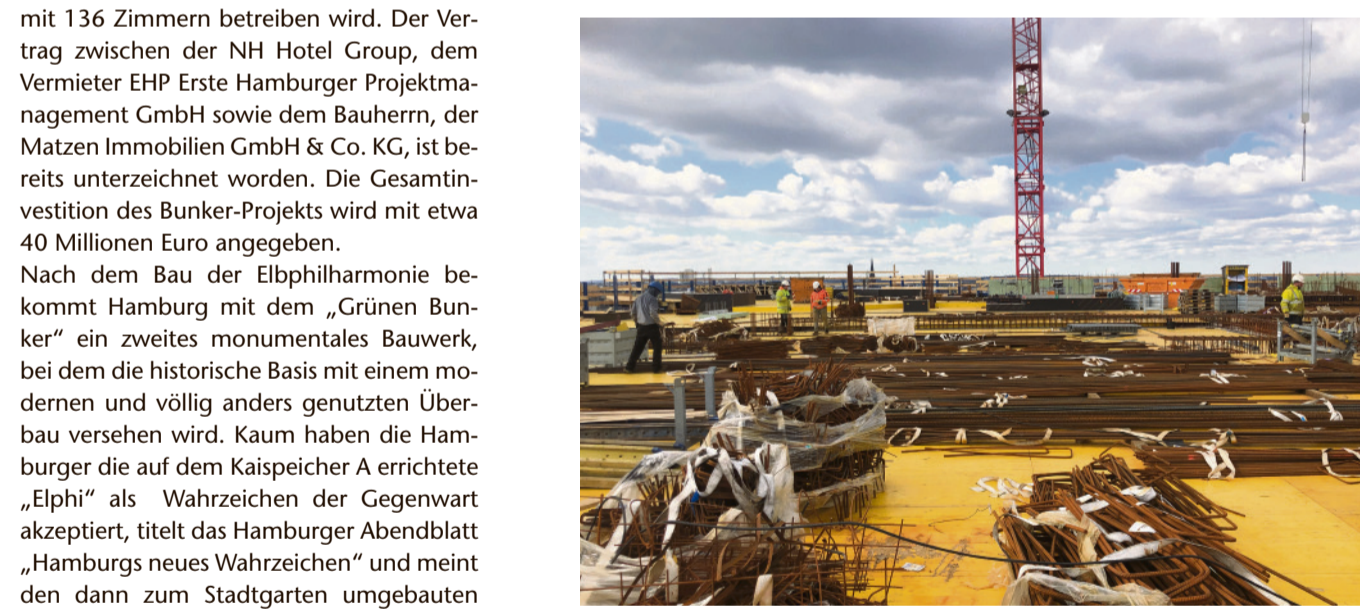 mit 136 Zimmern betreiben wird. Der Ver-
trag zwischen der NH Hotel Group, dem
Vermieter EHP Erste Hamburger Projektma-
nagement GmbH sowie dem Bauherrn, der
Matzen Immobilien GmbH & Co. KG, ist be-
reits unterzeichnet worden. Die Gesamtin-
vestition des Bunker-Projekts wird mit etwa
40 Millionen Euro angegeben.
Nach dem Bau der Elbphilharmonie be-
kommt Hamburg mit dem „Grünen Bun-
ker“ ein zweites monumentales Bauwerk,
bei dem die historische Basis mit einem mo-
dernen und völlig anders genutzten Über-
bau versehen wird. Kaum haben die Ham-
burger die auf dem Kaispeicher A errichtete
„Elphi“ als Wahrzeichen der Gegenwart
akzeptiert, titelt das Hamburger Abendblatt
„Hamburgs neues Wahrzeichen“ und meint
den dann zum Stadtgarten umgebauten